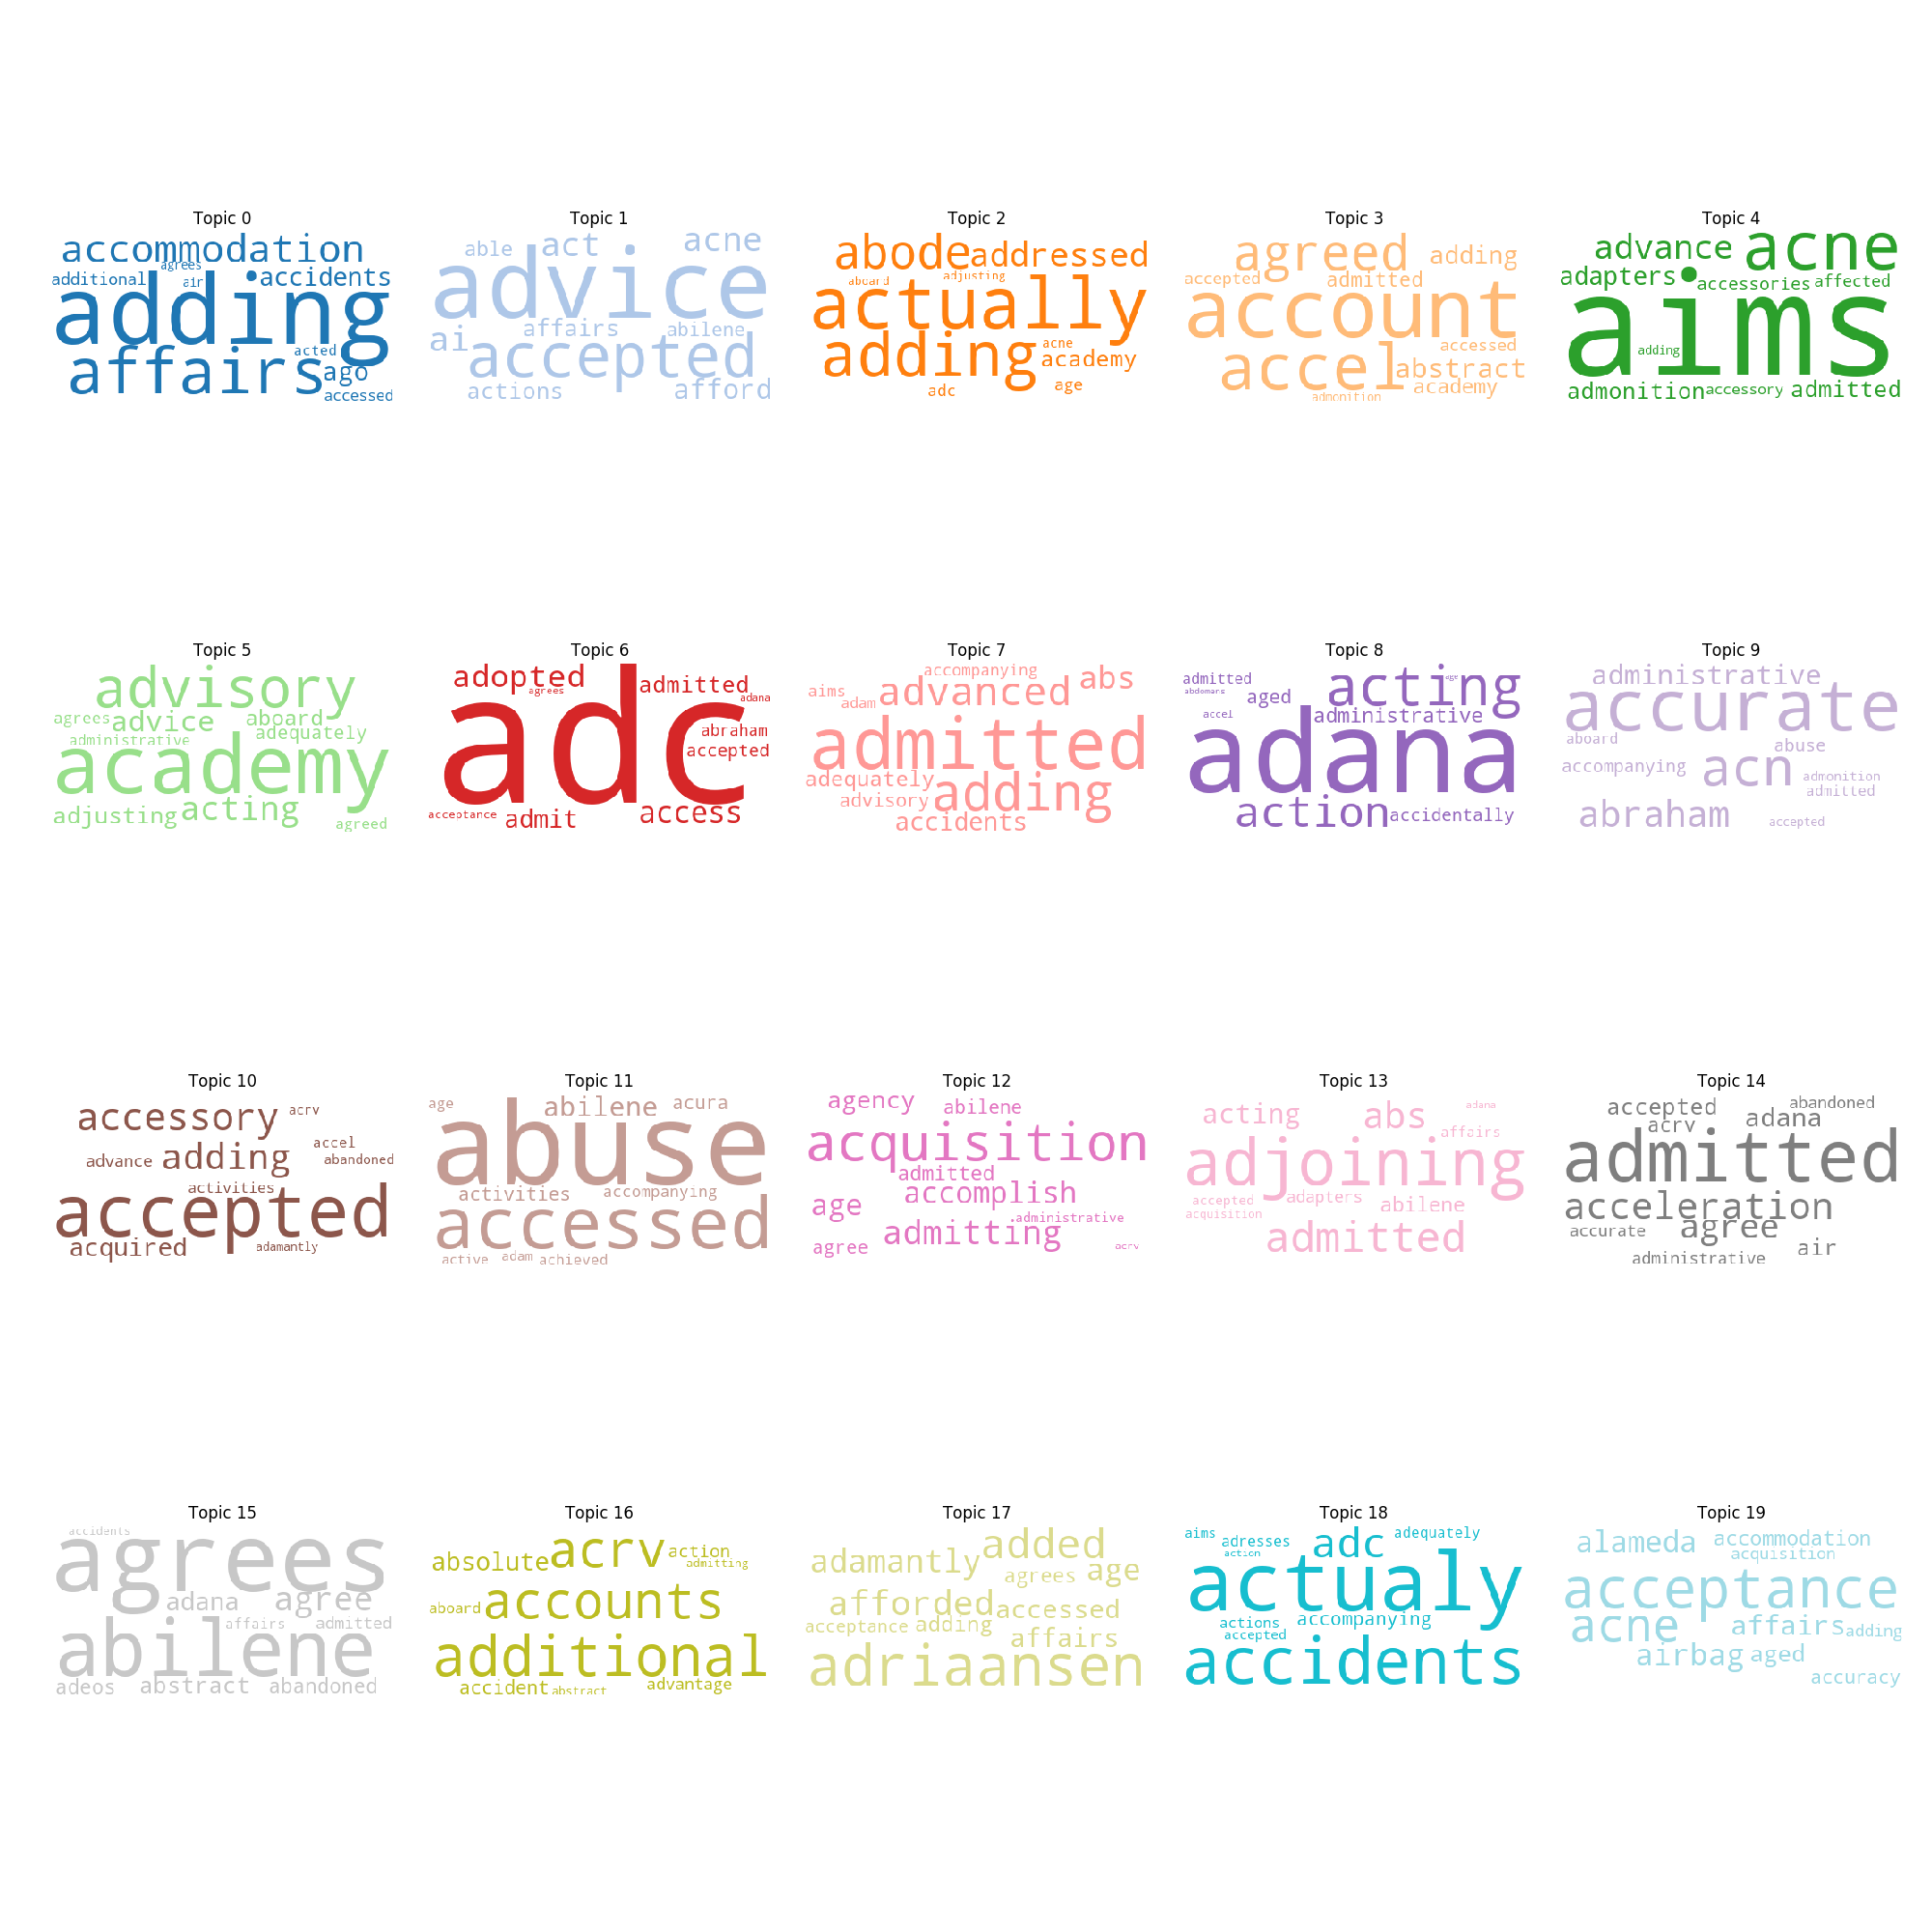 Topic 0
accommodation
agrees
additional
air
accidents
adding
affairs
acted
ago
accessed
Topic 1
able
act
acne
advice
ai
affairs
abilene
accepted
actions
afford
Topic 2
abode
addressed
aboard
adjusting
actually
adding
acne
academy
adc
age
Topic 3
agreed
adding
accepted
admitted
account
accessed
accel
abstract
academy
admonition
Topic 4
advance
acne
adapters
accessories
affected
aims
adding
admonition
accessory
admitted
Topic 5
advisory
agrees
advice
aboard
administrative
adequately
academy
adjusting
acting
agreed
Topic 6
adopted
agrees
admitted
adana
adc
abraham
accepted
acceptance
admit
access
Topic 7
accompanying
abs
aims
adam
advanced
admitted
adequately
advisory
adding
accidents
Topic 8
admitted
abdomans
aged
acting
age
accel
administrative
adana
action
accidentally
Topic 9
administrative
accurate
aboard
abuse
accompanying
acn
admonition
admitted
abraham
accepted
Topic 10
accessory
acrv
accel
advance
adding
abandoned
activities
accepted
acquired
adamantly
Topic 11
age
abilene
acura
abuse
activities
accompanying
accessed
active
adam
achieved
Topic 12
agency
abilene
acquisition
admitted
age
accomplish
administrative
admitting
agree
acrv
Topic 13
acting
abs
adana
affairs
adjoining
accepted
adapters
abilene
acquisition
admitted
Topic 14
accepted
abandoned
acrv
adana
admitted
acceleration
accurate
agree
air
administrative
Topic 15
accidents
agrees
adana
agree
affairs
admitted
abilene
adeos
abstract
abandoned
Topic 16
absolute
acrv
action
admitting
aboard
accounts
additional
accident
abstract
advantage
Topic 17
adamantly
added
agrees
age
afforded
accessed
acceptance
adding
affairs
adriaansen
Topic 18
aims
adresses
action
adc
adequately
actualy
actions
accepted
accompanying
accidents
Topic 19
alameda
accommodation
acquisition
acceptance
acne
affairs
adding
airbag
aged
accuracy